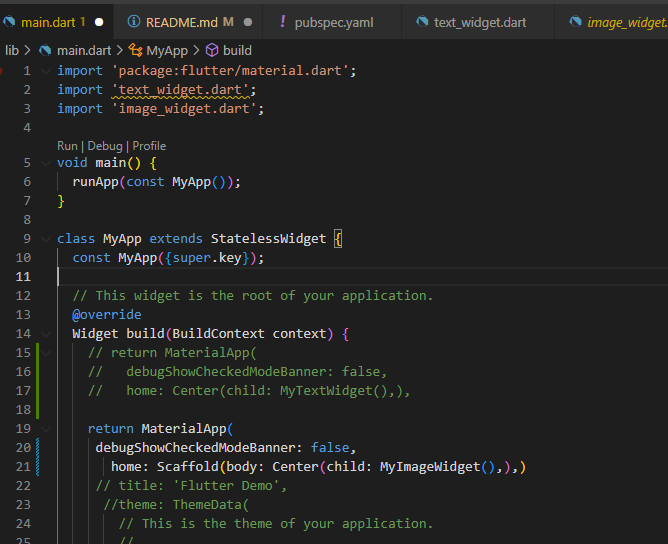 main.dart 1
README.md M
pubspec.yaml
text_widget.dart
image_widget.
lib > main.dart > MyApp > build
1 import 'package:flutter/material.dart';
2 import 'text_widget.dart';
3 import 'image_widget.dart';
4
Run | Debug | Profile
5 void main() {
6 runApp(const MyApp());
7 }
8
9 class MyApp extends StatelessWidget {
10 const MyApp({super.key});
11
12 // This widget is the root of your application.
13 @override
14 Widget build(BuildContext context) {
15 // return MaterialApp(
16 //   debugShowCheckedModeBanner: false,
17 //   home: Center(child: MyTextWidget(),),
18
19 return MaterialApp(
20 debugShowCheckedModeBanner: false,
21 home: Scaffold(body: Center(child: MyImageWidget(),),)
22 // title: 'Flutter Demo',
23 //theme: ThemeData(
24 // This is the theme of your application.
25 //